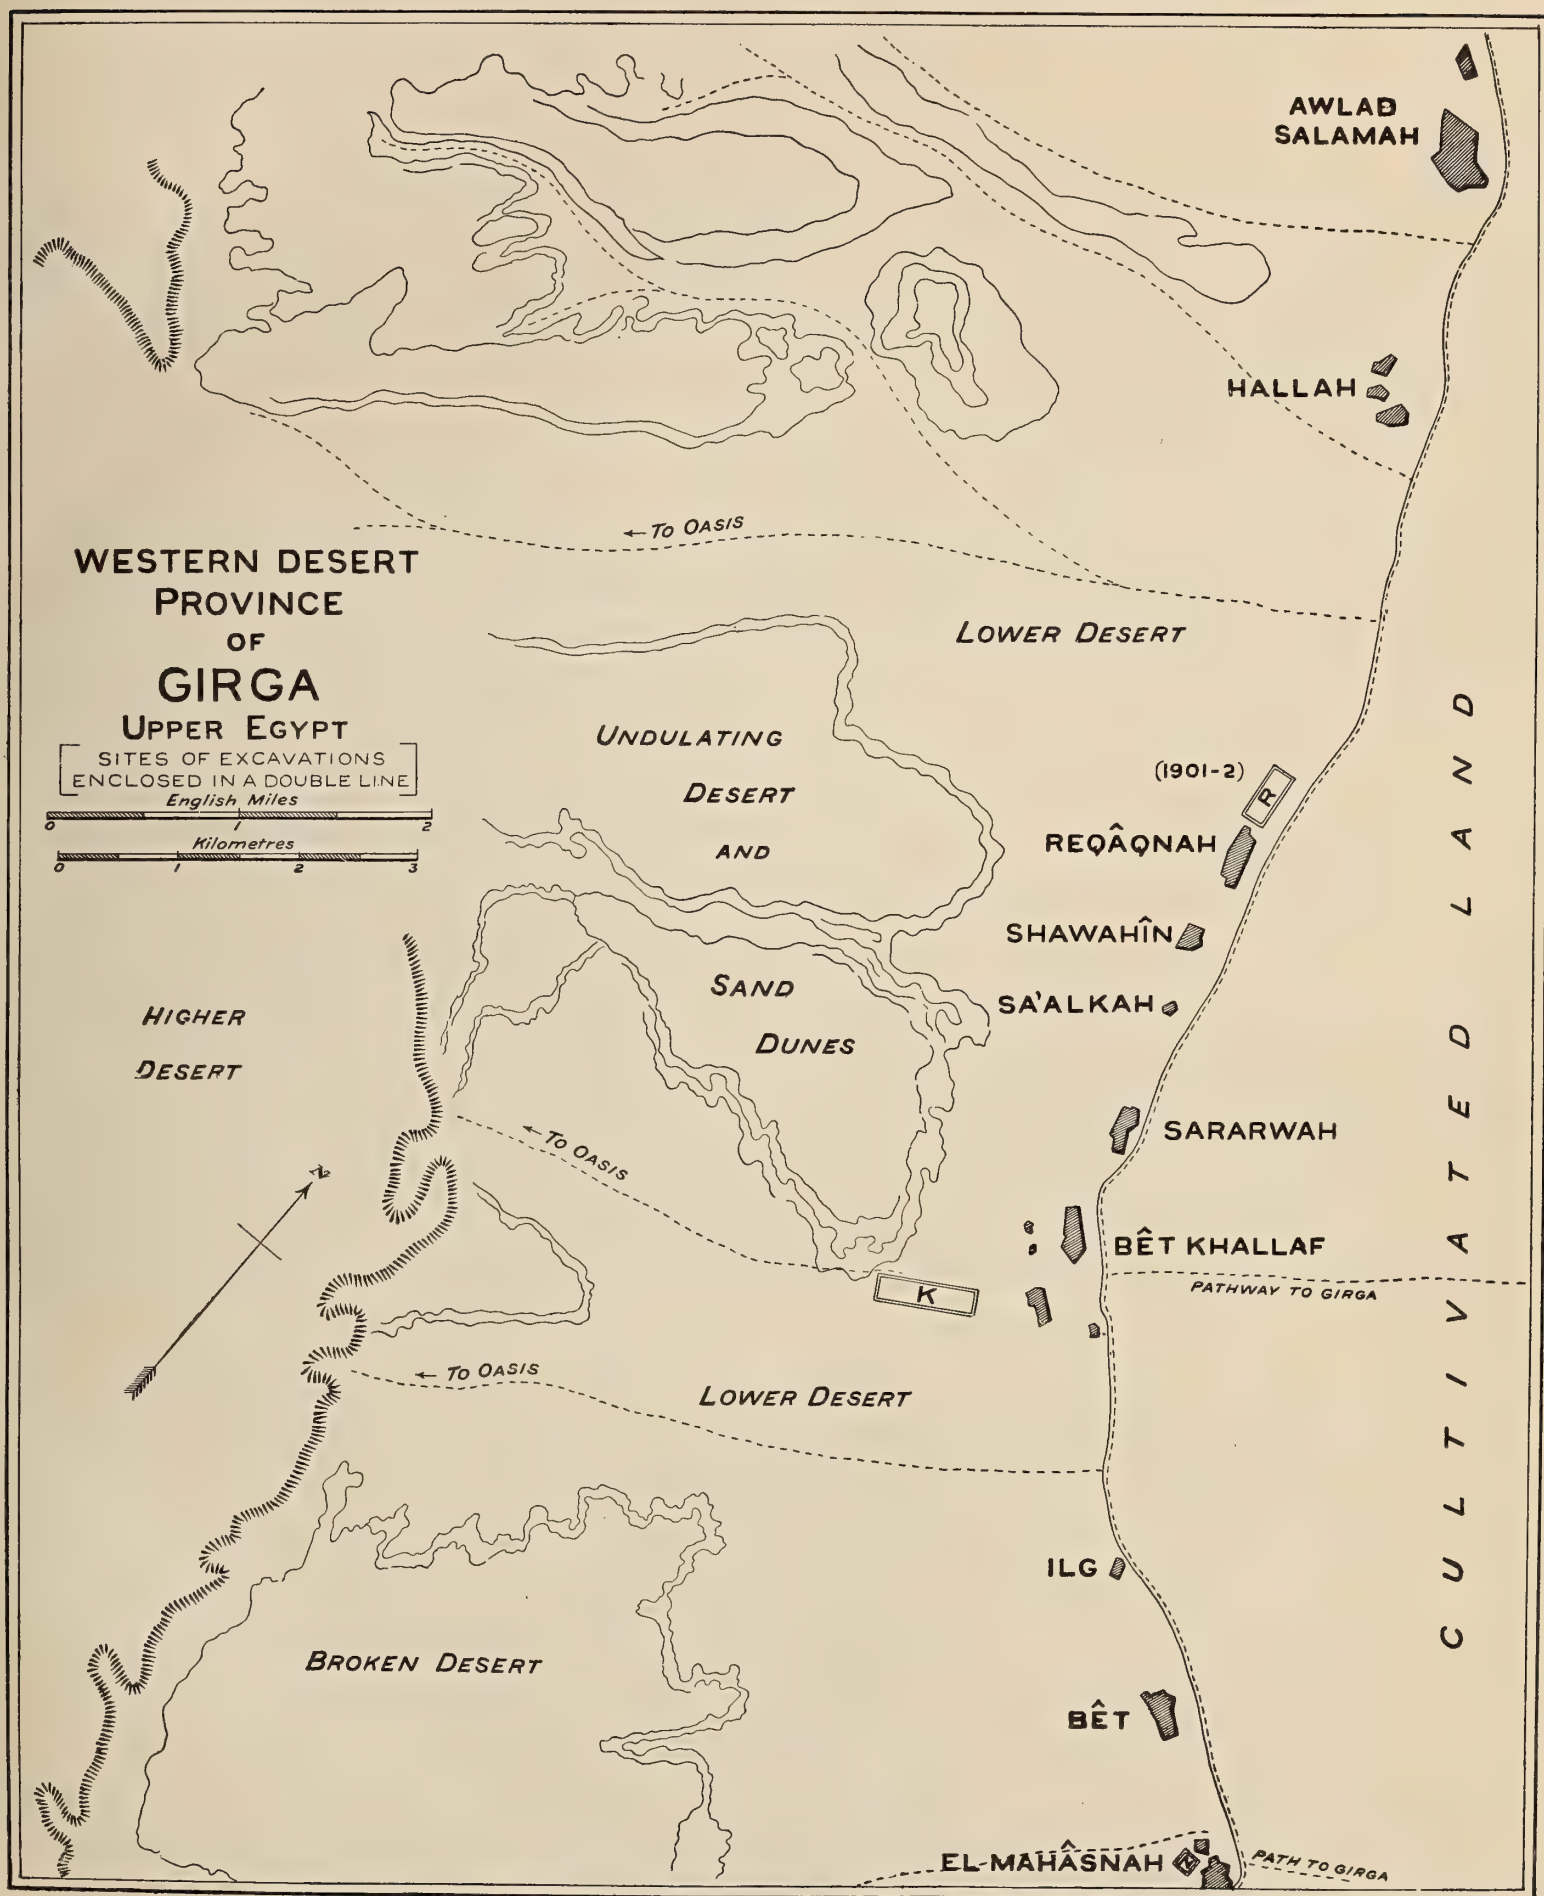 AWLAD
SALAMAH
HALLAH
← TO OASIS
WESTERN DESERT
PROVINCE
OF
GIRGA
UPPER EGYPT
SITES OF EXCAVATIONS
ENCLOSED IN A DOUBLE LINE
English Miles
0 1 2
Kilometres
0 1 2 3
LOWER DESERT
UNDULATING
DESERT
AND
SAND
DUNES
(1901-2)
R
REQÂQNAH
SHAWAHÎN
SA'ALKAH
HIGHER
DESERT
SARARWAH
← TO OASIS
N
BÊT KHALLAF
PATHWAY TO GIRGA
K
← TO OASIS
LOWER DESERT
ILG
BROKEN DESERT
BÊT
EL-MAHÂSNAH
PATH TO GIRGA
CULTIVATED LAND